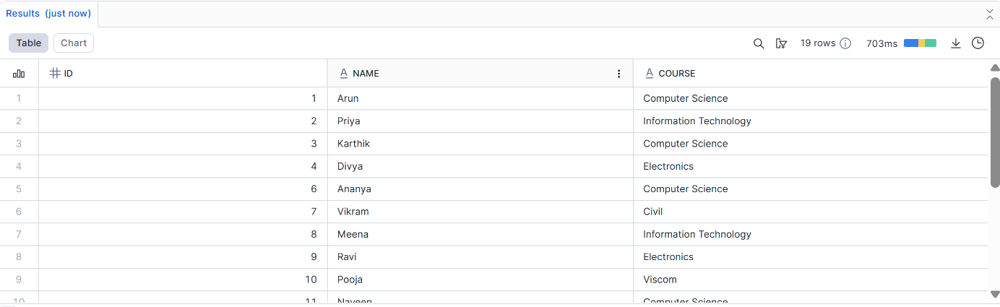 Results (just now)
Table Chart 19 rows 703ms
ID A NAME A COURSE
1 1 Arun Computer Science
2 2 Priya Information Technology
3 3 Karthik Computer Science
4 4 Divya Electronics
5 6 Ananya Computer Science
6 7 Vikram Civil
7 8 Meena Information Technology
8 9 Ravi Electronics
9 10 Pooja Viscom
10 11 Naveen Computer Science